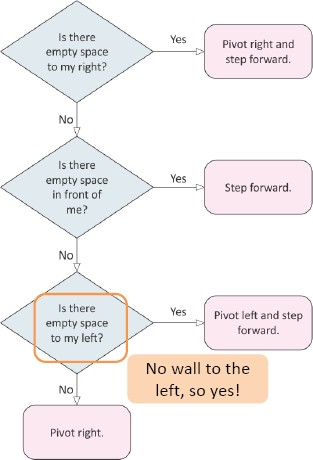 Is there
empty space
to my right?
Yes
Pivot right and
step forward.
No
Is there
empty space
in front of
me?
Yes
Step forward.
No
Is there
empty space
to my left?
Yes
Pivot left and step
forward.
No wall to the
left, so yes!
No
Pivot right.